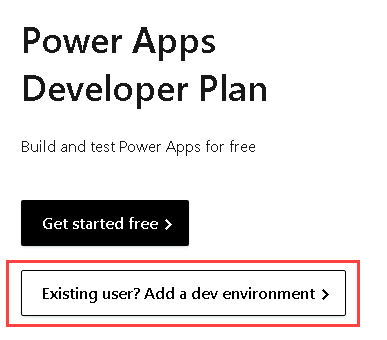 Power Apps
Developer Plan
Build and test Power Apps for free
Get started free
Existing user? Add a dev environment